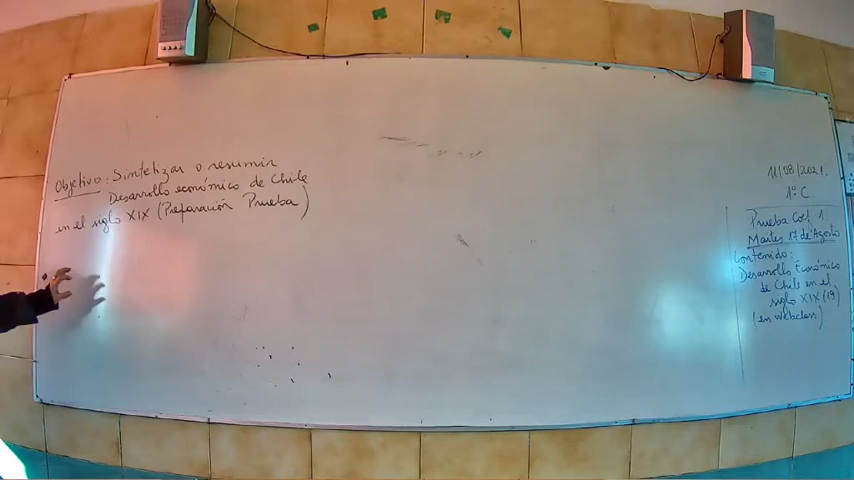 Objetivo: Sintetizar o resumir
Desarrollo económico de Chile
en el siglo XIX (Preparación Prueba)
11/08/2021.
1º C.
Prueba Coef. 1
Martes 17 de Agosto
Contenido:
Desarrollo Económico
de Chile en el
siglo XIX (19)
(en webclass)